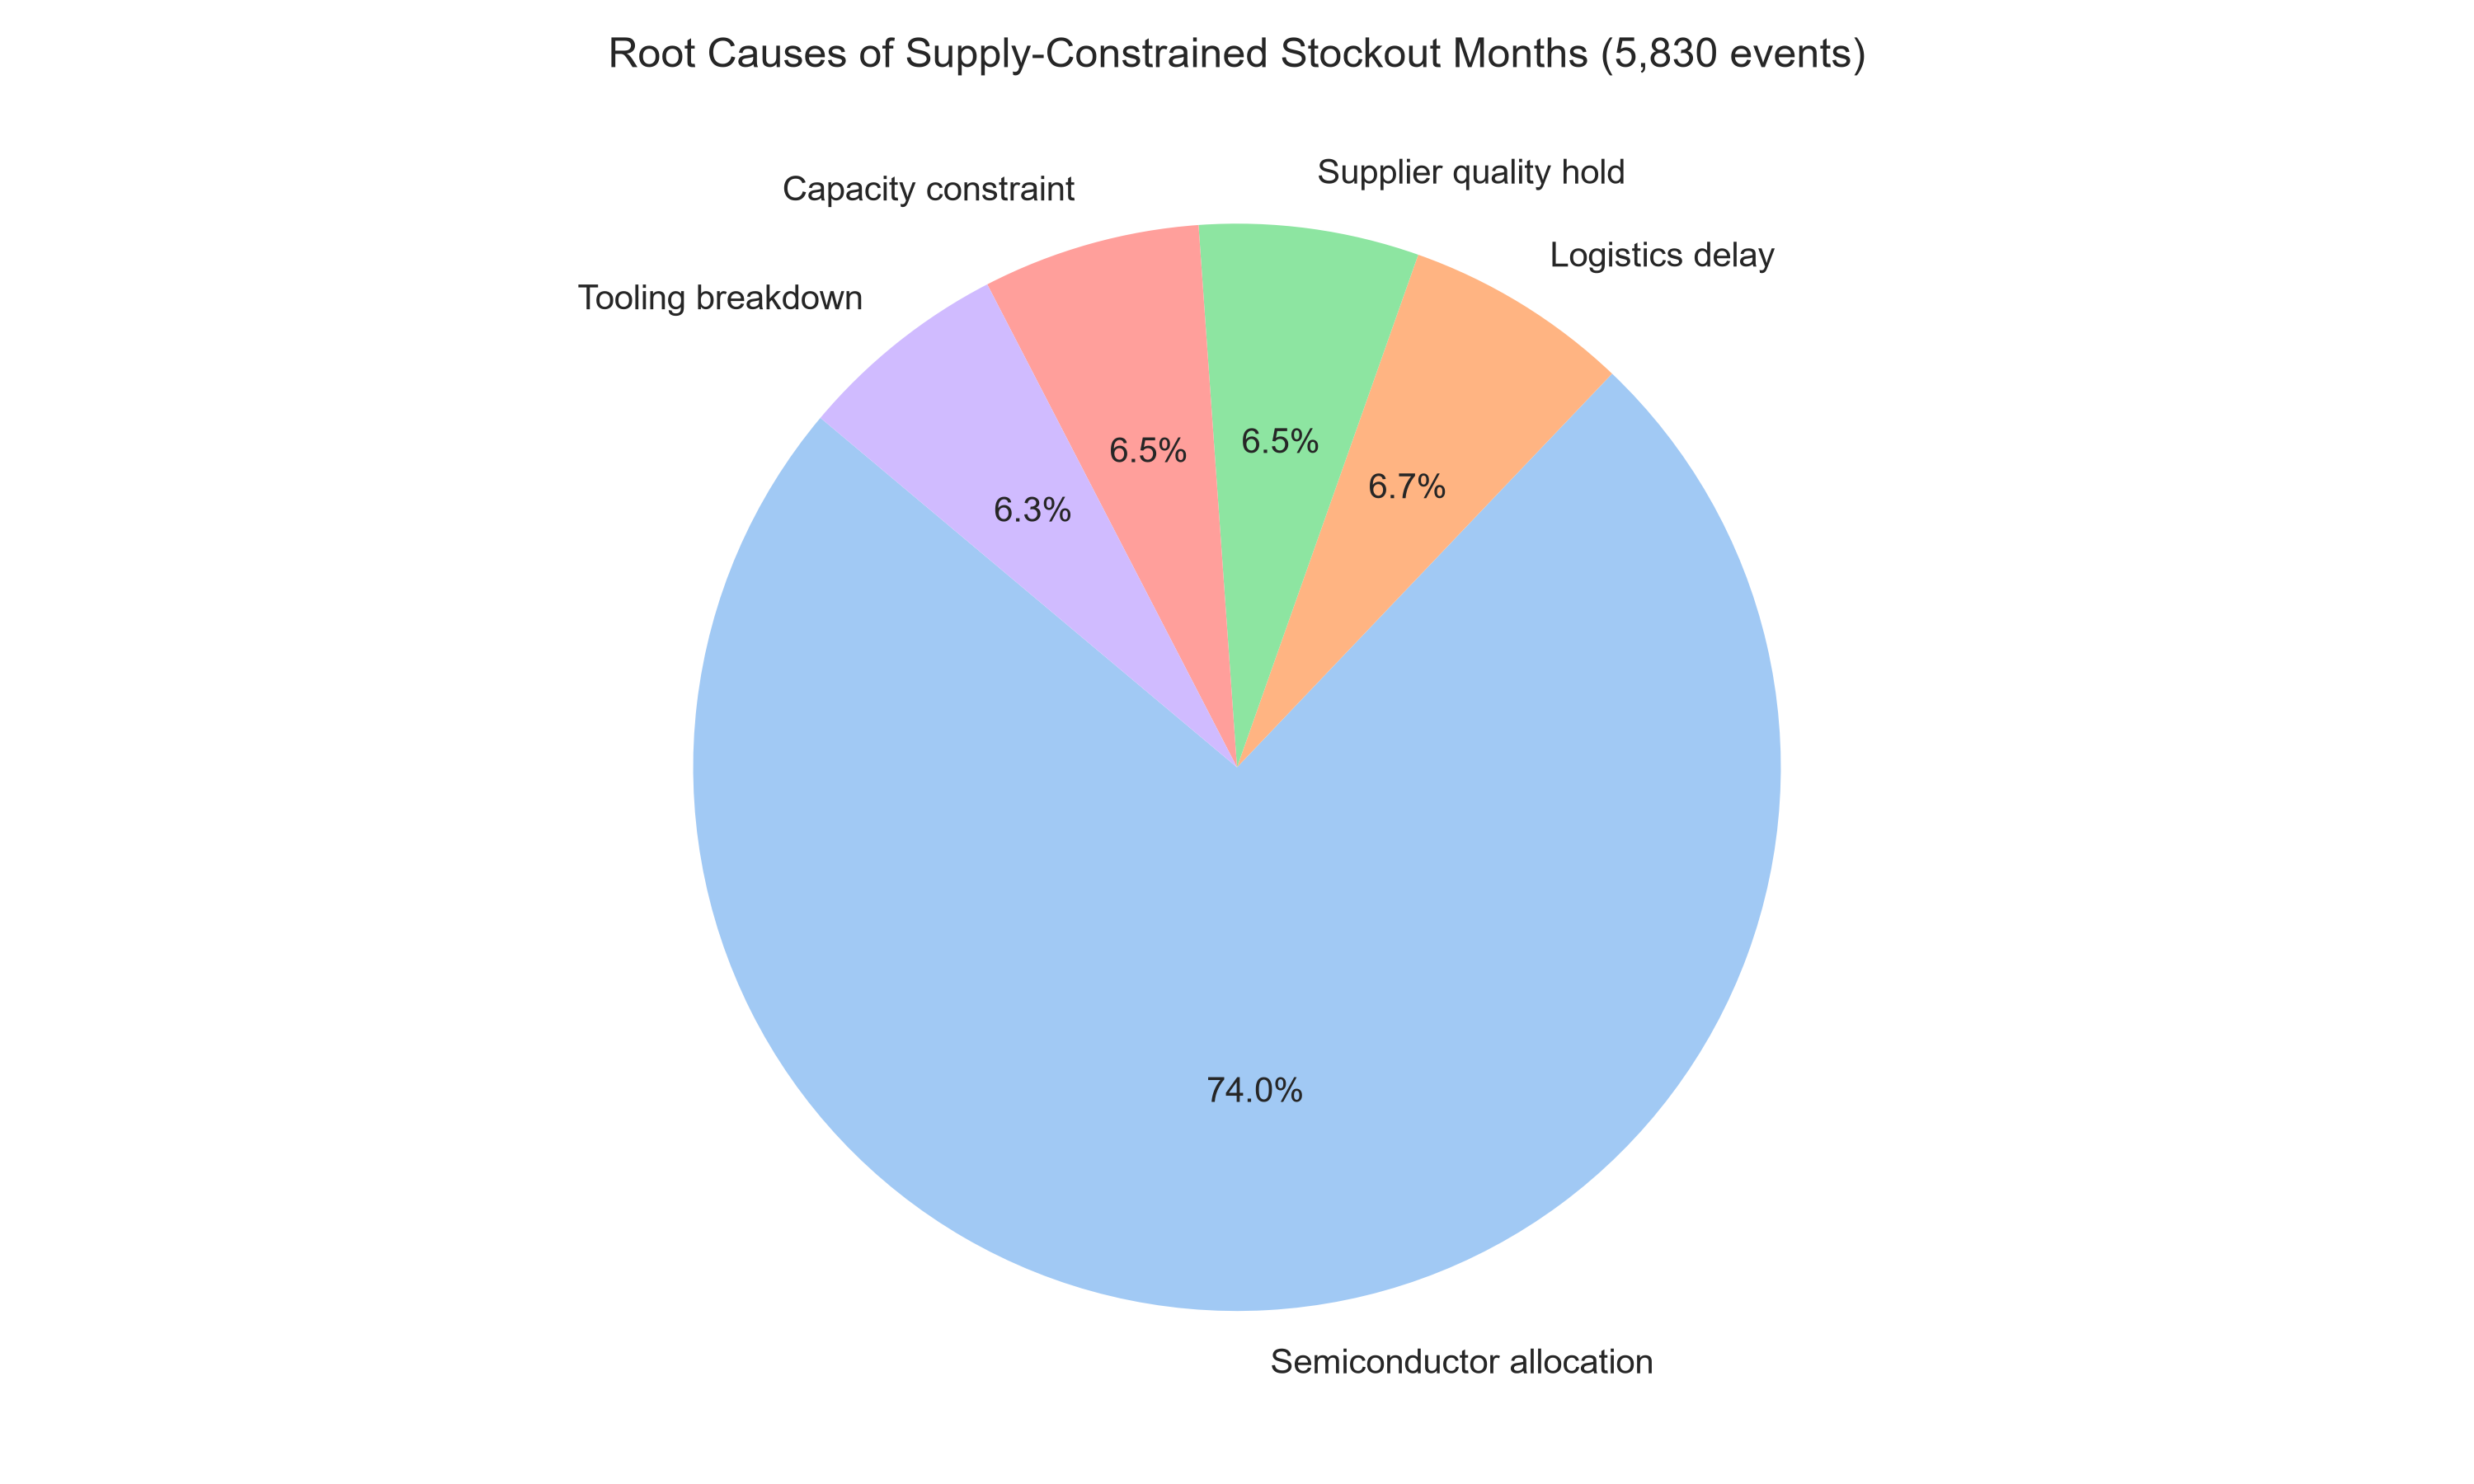 Root Causes of Supply-Constrained Stockout Months (5,830 events)
Supplier quality hold
Capacity constraint
Logistics delay
Tooling breakdown
6.5%
6.5%
6.7%
6.3%
74.0%
Semiconductor allocation